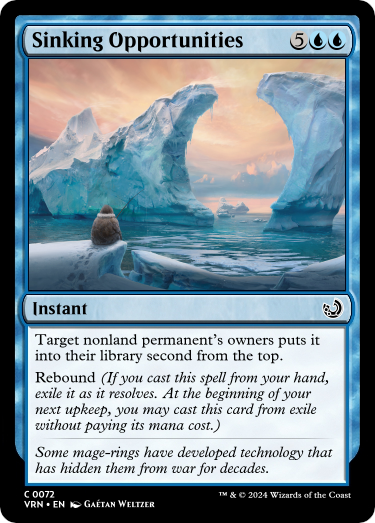 Sinking Opportunities 5
Instant
Target nonland permanent's owners puts it
into their library second from the top.
Rebound (If you cast this spell from your hand,
exile it as it resolves. At the beginning of your
next upkeep, you may cast this card from exile
without paying its mana cost.)
Some mage-rings have developed technology that
has hidden them from war for decades.
C 0072
VRN • EN Gaétan Weltzer ™ & © 2024 Wizards of the Coast